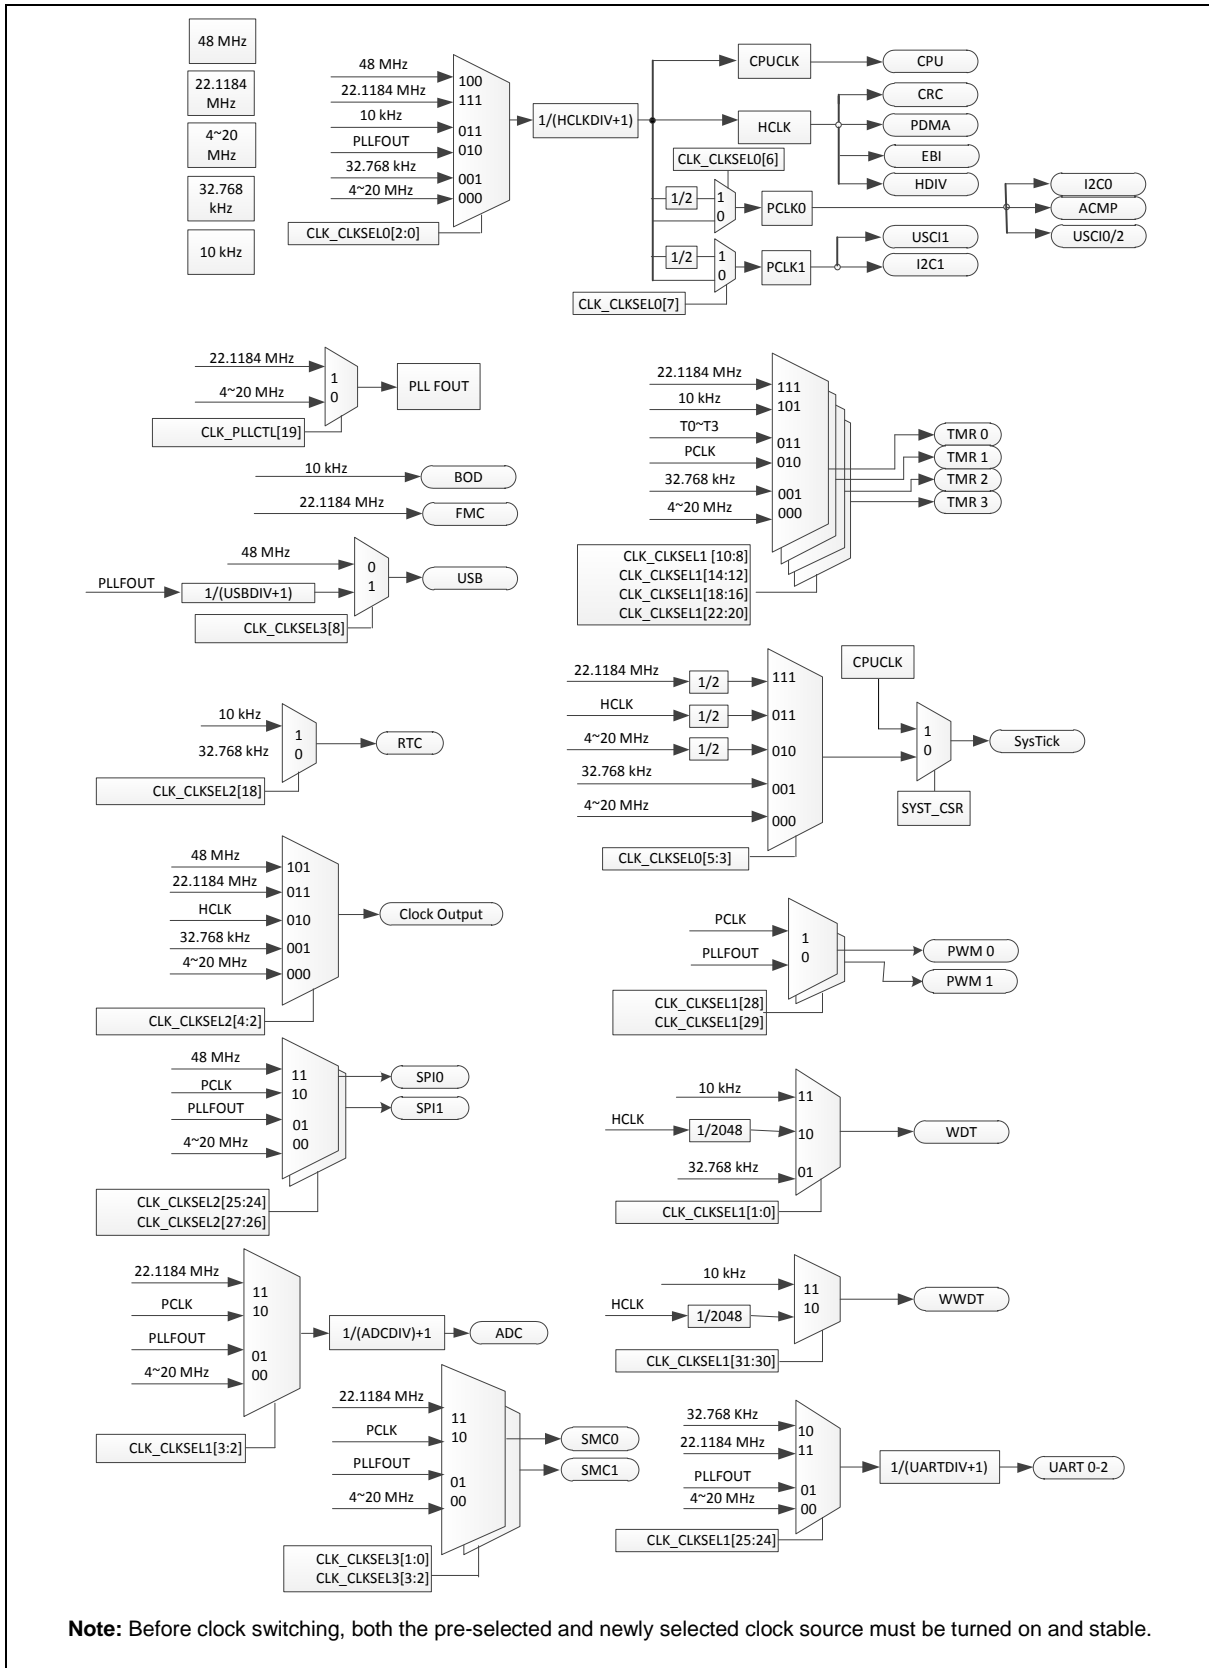 48 MHz
22.1184
MHz
4~20
MHz
32.768
kHz
10 kHz
48 MHz
22.1184 MHz
10 kHz
PLLFOUT
32.768 kHz
4~20 MHz
100
111
011
010
001
000
CLK_CLKSEL0[2:0]
1/(HCLKDIV+1)
CPUCLK
CPU
HCLK
CRC
PDMA
EBI
HDIV
CLK_CLKSEL0[6]
1/2
1
0
PCLK0
I2C0
ACMP
USCI0/2
1/2
1
0
PCLK1
USCI1
I2C1
CLK_CLKSEL0[7]
22.1184 MHz
4~20 MHz
1
0
PLL FOUT
CLK_PLLCTL[19]
10 kHz
BOD
22.1184 MHz
FMC
48 MHz
PLLFOUT
1/(USBDIV+1)
0
1
USB
CLK_CLKSEL3[8]
22.1184 MHz
10 kHz
T0~T3
PCLK
32.768 kHz
4~20 MHz
111
101
011
010
001
000
TMR 0
TMR 1
TMR 2
TMR 3
CLK_CLKSEL1 [10:8]
CLK_CLKSEL1[14:12]
CLK_CLKSEL1[18:16]
CLK_CLKSEL1[22:20]
10 kHz
32.768 kHz
1
0
RTC
CLK_CLKSEL2[18]
22.1184 MHz
HCLK
4~20 MHz
32.768 kHz
4~20 MHz
1/2
1/2
1/2
111
011
010
001
000
CLK_CLKSEL0[5:3]
CPUCLK
1
0
SYST_CSR
SysTick
48 MHz
22.1184 MHz
HCLK
32.768 kHz
4~20 MHz
101
011
010
001
000
Clock Output
CLK_CLKSEL2[4:2]
PCLK
PLLFOUT
1
0
PWM 0
PWM 1
CLK_CLKSEL1[28]
CLK_CLKSEL1[29]
48 MHz
PCLK
PLLFOUT
4~20 MHz
11
10
01
00
SPI0
SPI1
CLK_CLKSEL2[25:24]
CLK_CLKSEL2[27:26]
10 kHz
HCLK
1/2048
32.768 kHz
11
10
01
WDT
CLK_CLKSEL1[1:0]
22.1184 MHz
PCLK
PLLFOUT
4~20 MHz
11
10
01
00
1/(ADCDIV)+1
ADC
CLK_CLKSEL1[3:2]
10 kHz
HCLK
1/2048
11
10
WWDT
CLK_CLKSEL1[31:30]
22.1184 MHz
PCLK
PLLFOUT
4~20 MHz
11
10
01
00
SMC0
SMC1
CLK_CLKSEL3[1:0]
CLK_CLKSEL3[3:2]
32.768 KHz
22.1184 MHz
PLLFOUT
4~20 MHz
10
11
01
00
1/(UARTDIV+1)
UART 0-2
CLK_CLKSEL1[25:24]
Note: Before clock switching, both the pre-selected and newly selected clock source must be turned on and stable.